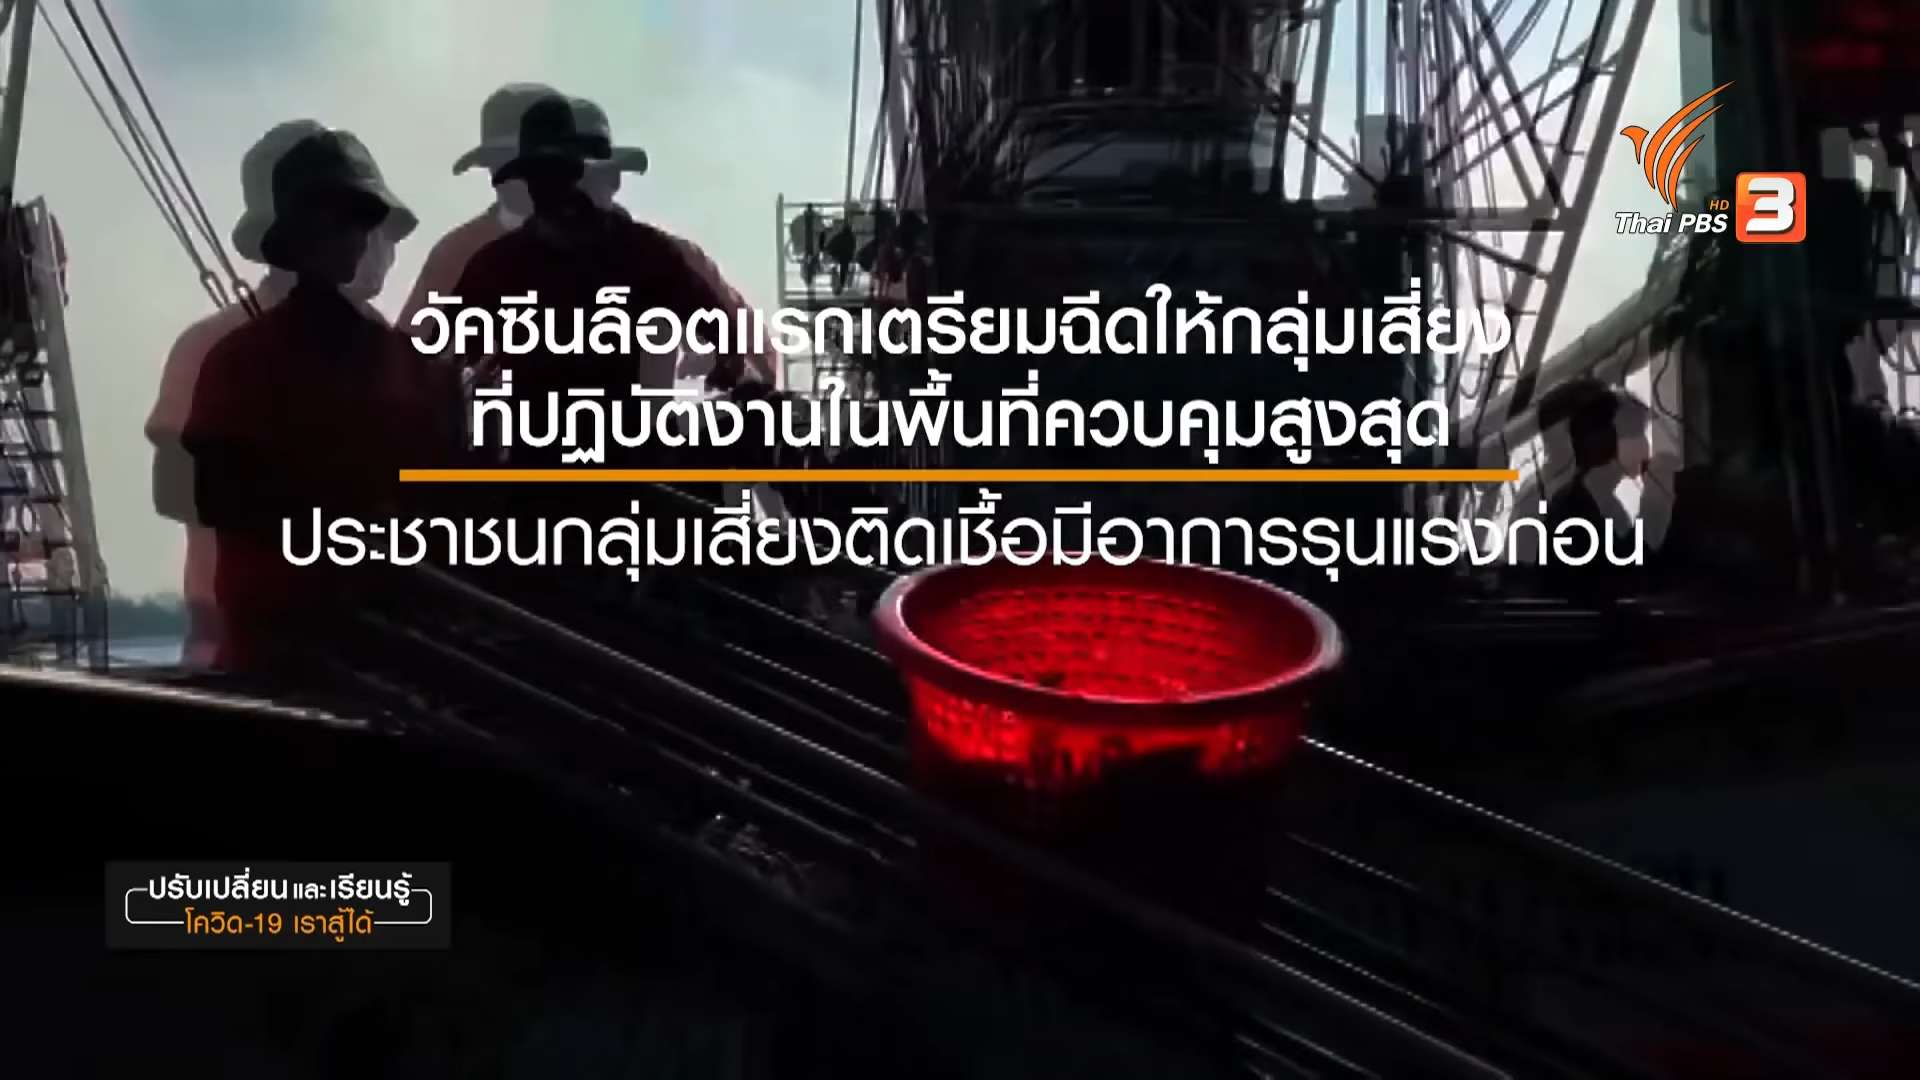 HD
Thai PBS 3
วัคซีนล็อตแรกเตรียมฉีดให้กลุ่มเสี่ยง
ที่ปฏิบัติงานในพื้นที่ควบคุมสูงสุด
ประชาชนกลุ่มเสี่ยงติดเชื้อมีอาการรุนแรงก่อน
ปรับเปลี่ยนและเรียนรู้
โควิด-19 เราสู้ได้